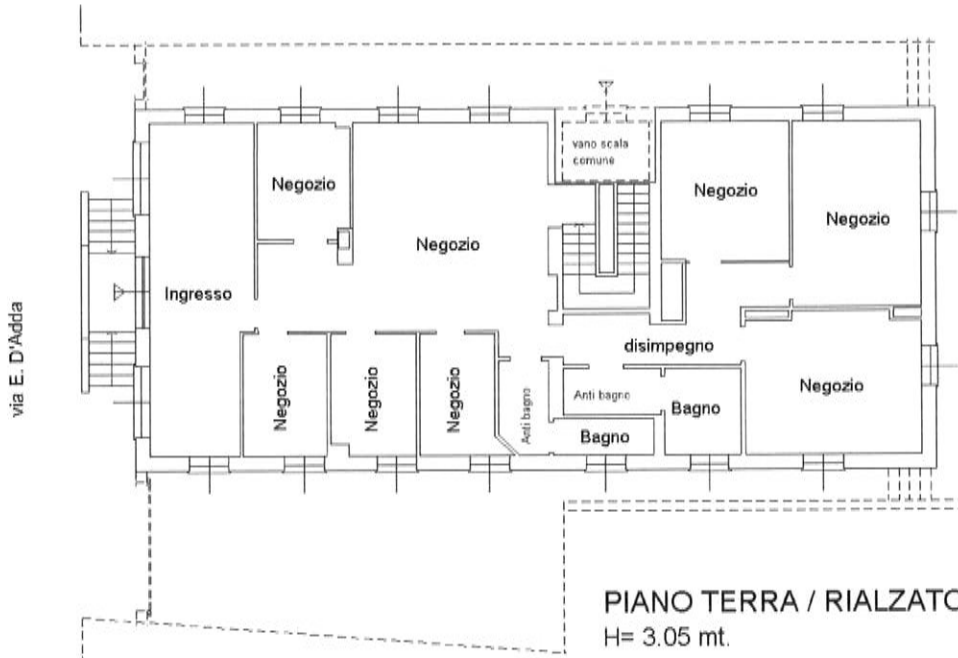 vano scala
comune
Negozio
Negozio
Negozio
Negozio
Ingresso
via E. D'Adda
disimpegno
Negozio
Negozio
Negozio
Negozio
Anti bagno
Anti bagno
Bagno
Bagno
PIANO TERRA / RIALZATO
H= 3.05 mt.